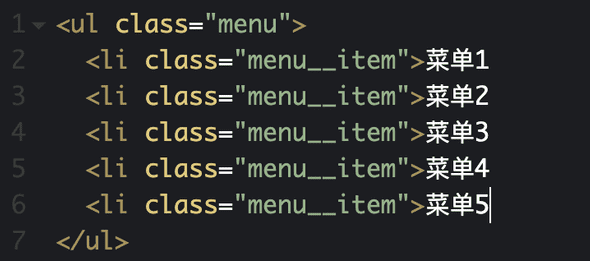 1 <ul class="menu">
2 <li class="menu__item">菜单1
3 <li class="menu__item">菜单2
4 <li class="menu__item">菜单3
5 <li class="menu__item">菜单4
6 <li class="menu__item">菜单5
7 </ul>